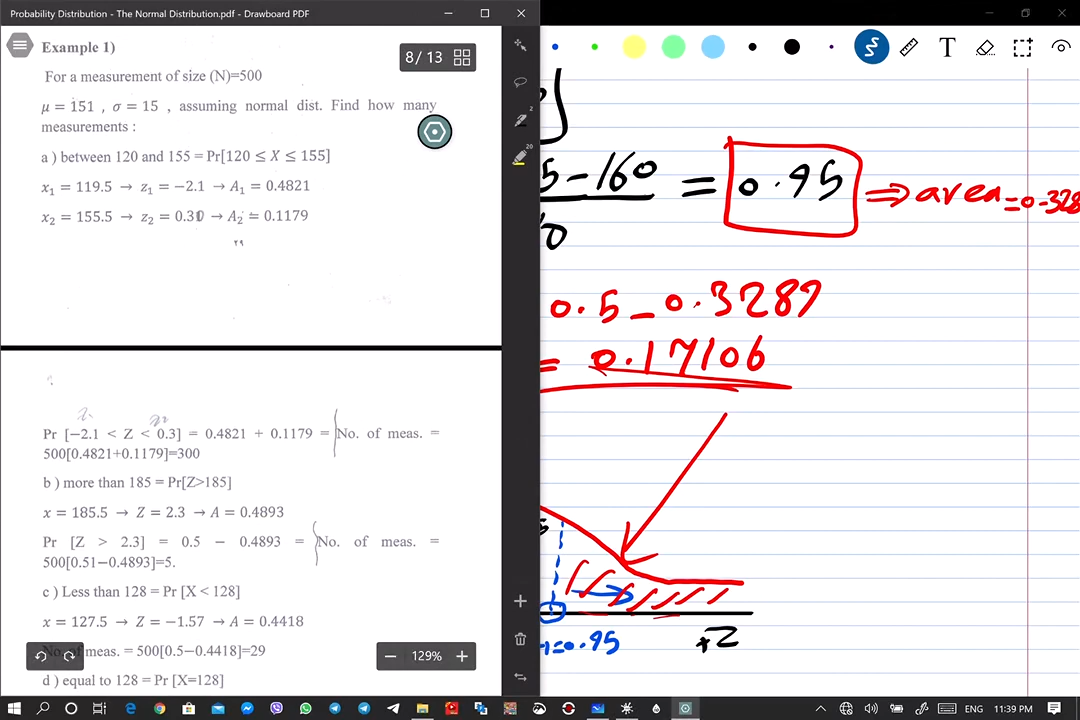 Probability Distribution - The Normal Distribution.pdf - Drawboard PDF
Example 1)
8 / 13
For a measurement of size (N)=500
μ = 151 , σ = 15 , assuming normal dist. Find how many
measurements :
a ) between 120 and 155 = Pr[120 ≤ X ≤ 155]
x₁ = 119.5 → z₁ = −2.1 → A₁ = 0.4821
x₂ = 155.5 → z₂ = 0.30 → A₂ = 0.1179
٢٩
Pr [−2.1 < Z < 0.3] = 0.4821 + 0.1179 = No. of meas. =
500[0.4821+0.1179]=300
b ) more than 185 = Pr[Z>185]
x = 185.5 → Z = 2.3 → A = 0.4893
Pr [Z > 2.3] = 0.5 − 0.4893 = No. of meas. =
500[0.51−0.4893]=5.
c ) Less than 128 = Pr [X < 128]
x = 127.5 → Z = −1.57 → A = 0.4418
No. of meas. = 500[0.5−0.4418]=29
d ) equal to 128 = Pr [X=128]
129%
2
20
T
5-160
= 0.95 ⇒ area=0.328
0.5-0.3289
= 0.17106
=0.95
+Z
ENG 11:39 PM